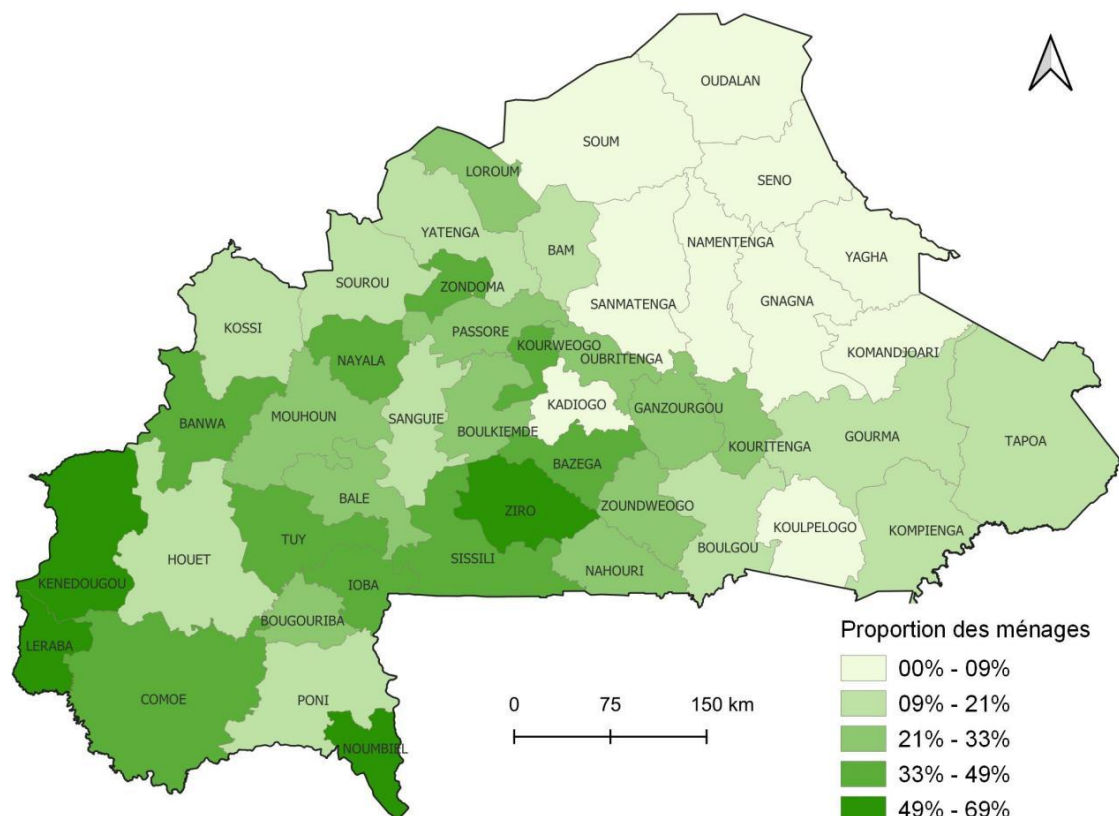 OUDALAN
SOUM
SENO
LOROUM
YATENGA
BAM
NAMENTENGA
YAGHA
SOUROU
ZONDOMA
SANMATENGA
GNAGNA
KOSSI
PASSORE
KOMANDJOARI
NAYALA
KOURWEOGO
OUBRITENGA
BANWA
MOUHOUN
SANGUIE
BOULKIEMDE
KADIOGO
GANZOURGOU
KOURITENGA
GOURMA
TAPOA
BAZEGA
BALE
ZIRO
ZOUNDWEOGO
KOULPELOGO
KOMPIENGA
HOUET
TUY
BOULGOU
KENEDOUGOU
IOBA
SISSILI
NAHOURI
BOUGOURIBA
LERABA
COMOE
PONI
NOUMBIEL
0 75 150 km
Proportion des ménages
00% - 09%
09% - 21%
21% - 33%
33% - 49%
49% - 69%